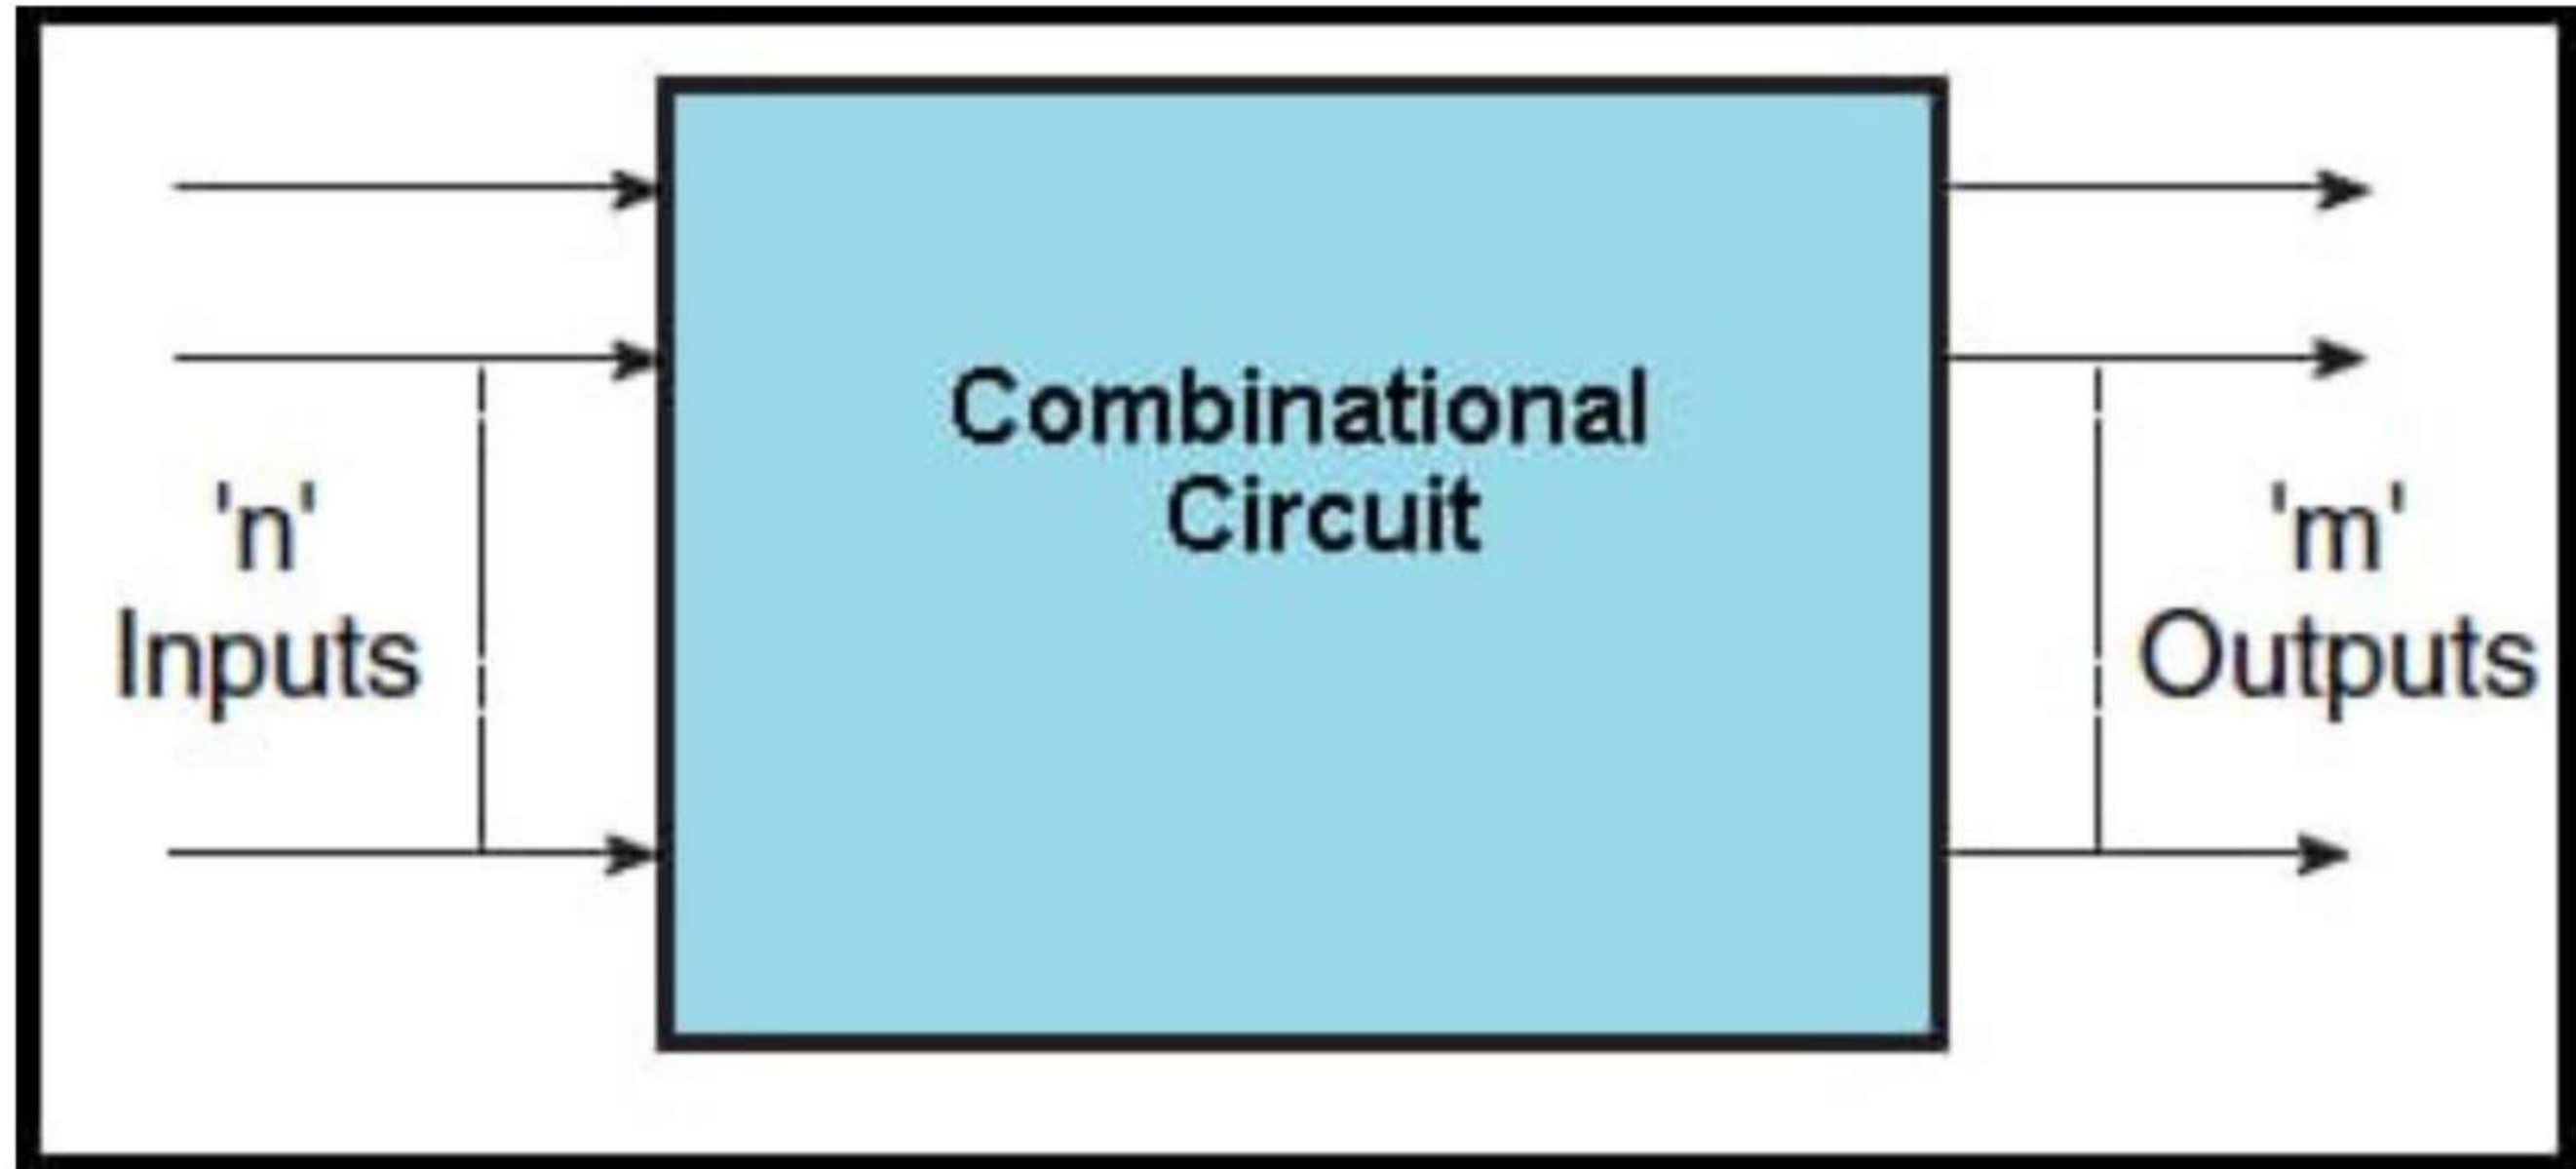 Combinational
Circuit
'n'
Inputs
'm'
Outputs